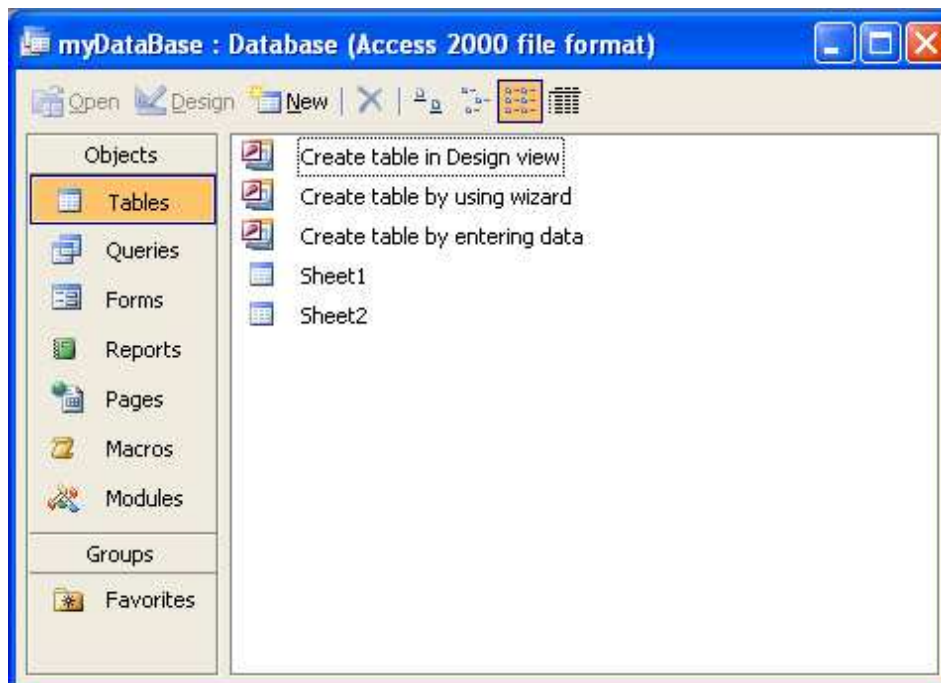 myDataBase : Database (Access 2000 file format)
Open Design New
Objects
Tables
Queries
Forms
Reports
Pages
Macros
Modules
Groups
Favorites
Create table in Design view
Create table by using wizard
Create table by entering data
Sheet1
Sheet2